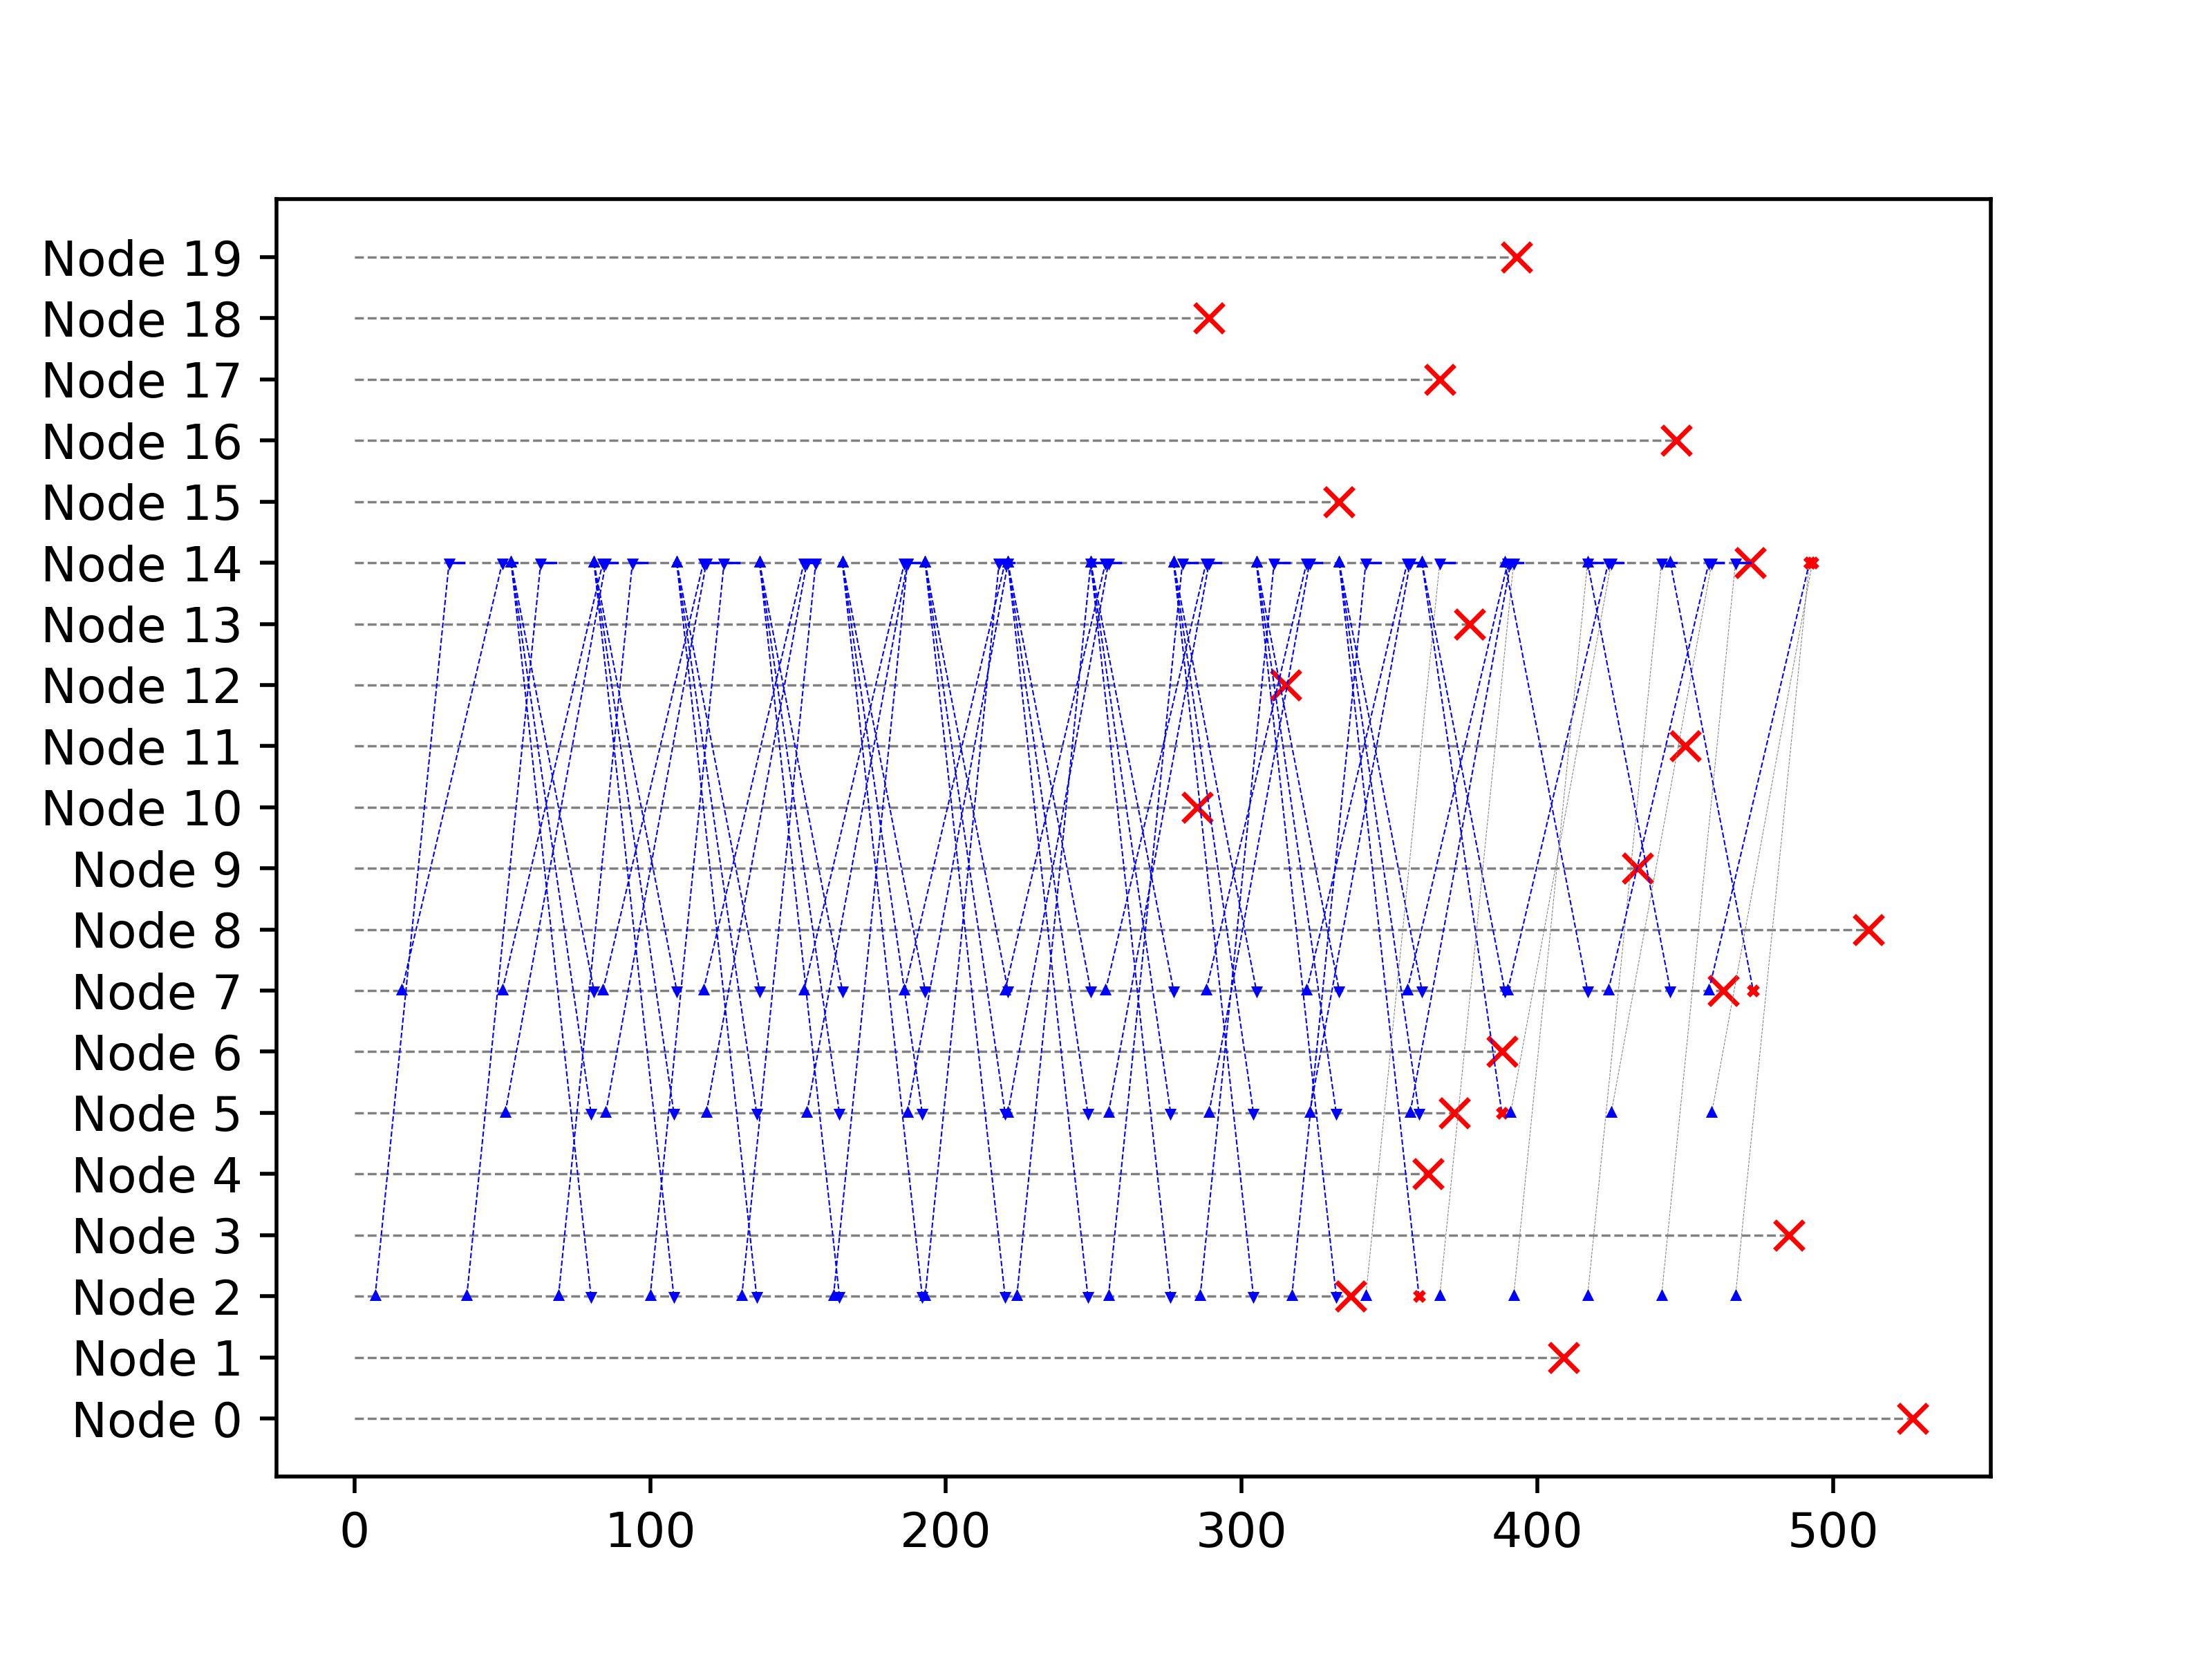 Node 19
Node 18
Node 17
Node 16
Node 15
Node 14
Node 13
Node 12
Node 11
Node 10
Node 9
Node 8
Node 7
Node 6
Node 5
Node 4
Node 3
Node 2
Node 1
Node 0
0 100 200 300 400 500